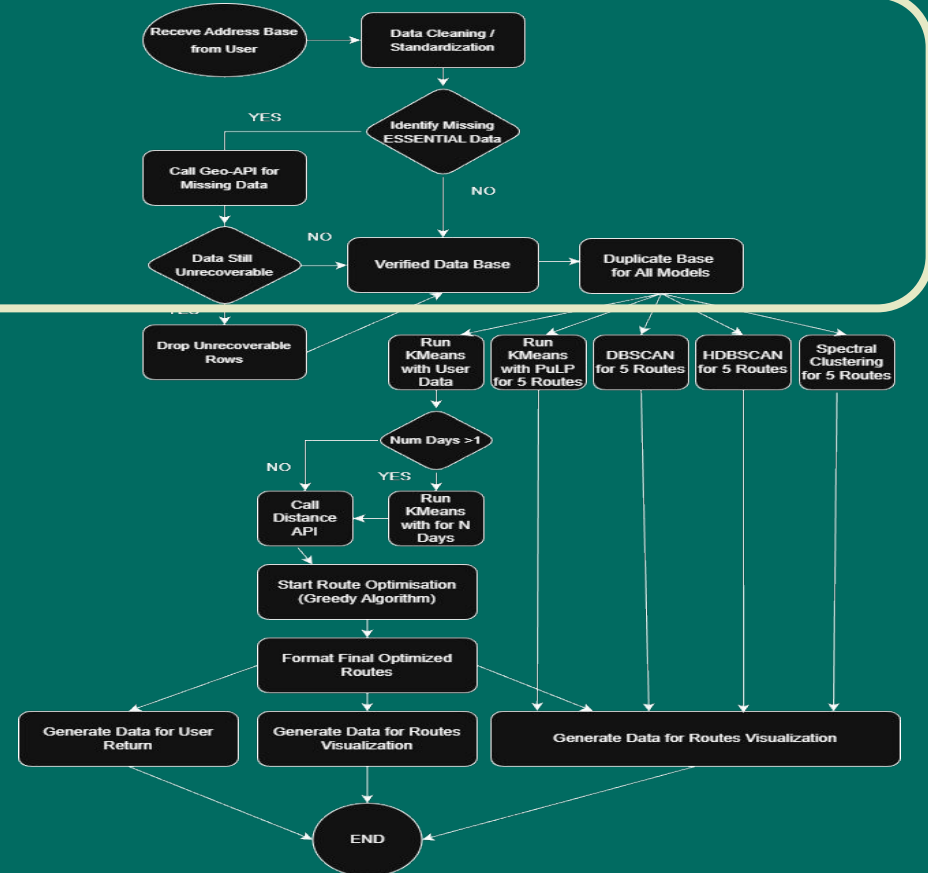 Receve Address Base
from User
Data Cleaning /
Standardization
YES
Identify Missing
ESSENTIAL Data
Call Geo-API for
Missing Data
NO
NO
Data Still
Unrecoverable
Verified Data Base
Duplicate Base
for All Models
YES
Drop Unrecoverable
Rows
Run
KMeans
with User
Data
Run
KMeans
with PuLP
for 5 Routes
DBSCAN
for 5 Routes
HDBSCAN
for 5 Routes
Spectral
Clustering
for 5 Routes
Num Days >1
NO
YES
Call
Distance
API
Run
KMeans
with for N
Days
Start Route Optimisation
(Greedy Algorithm)
Format Final Optimized
Routes
Generate Data for User
Return
Generate Data for Routes
Visualization
Generate Data for Routes Visualization
END